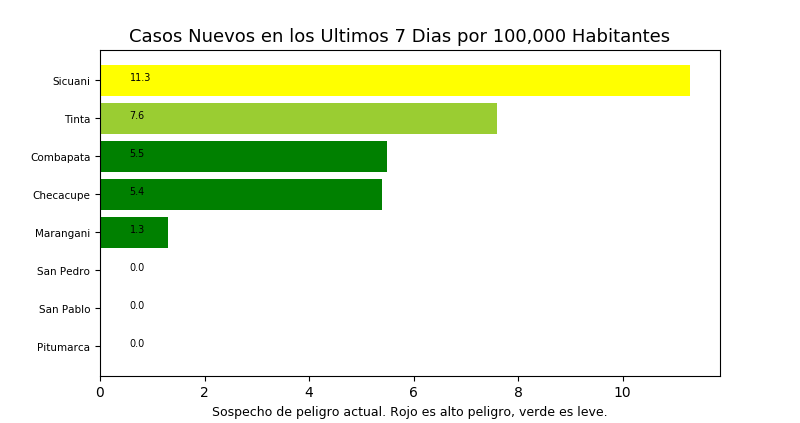 Casos Nuevos en los Ultimos 7 Dias por 100,000 Habitantes
Sicuani 11.3
Tinta 7.6
Combapata 5.5
Checacupe 5.4
Marangani 1.3
San Pedro 0.0
San Pablo 0.0
Pitumarca 0.0
0 2 4 6 8 10
Sospecho de peligro actual. Rojo es alto peligro, verde es leve.